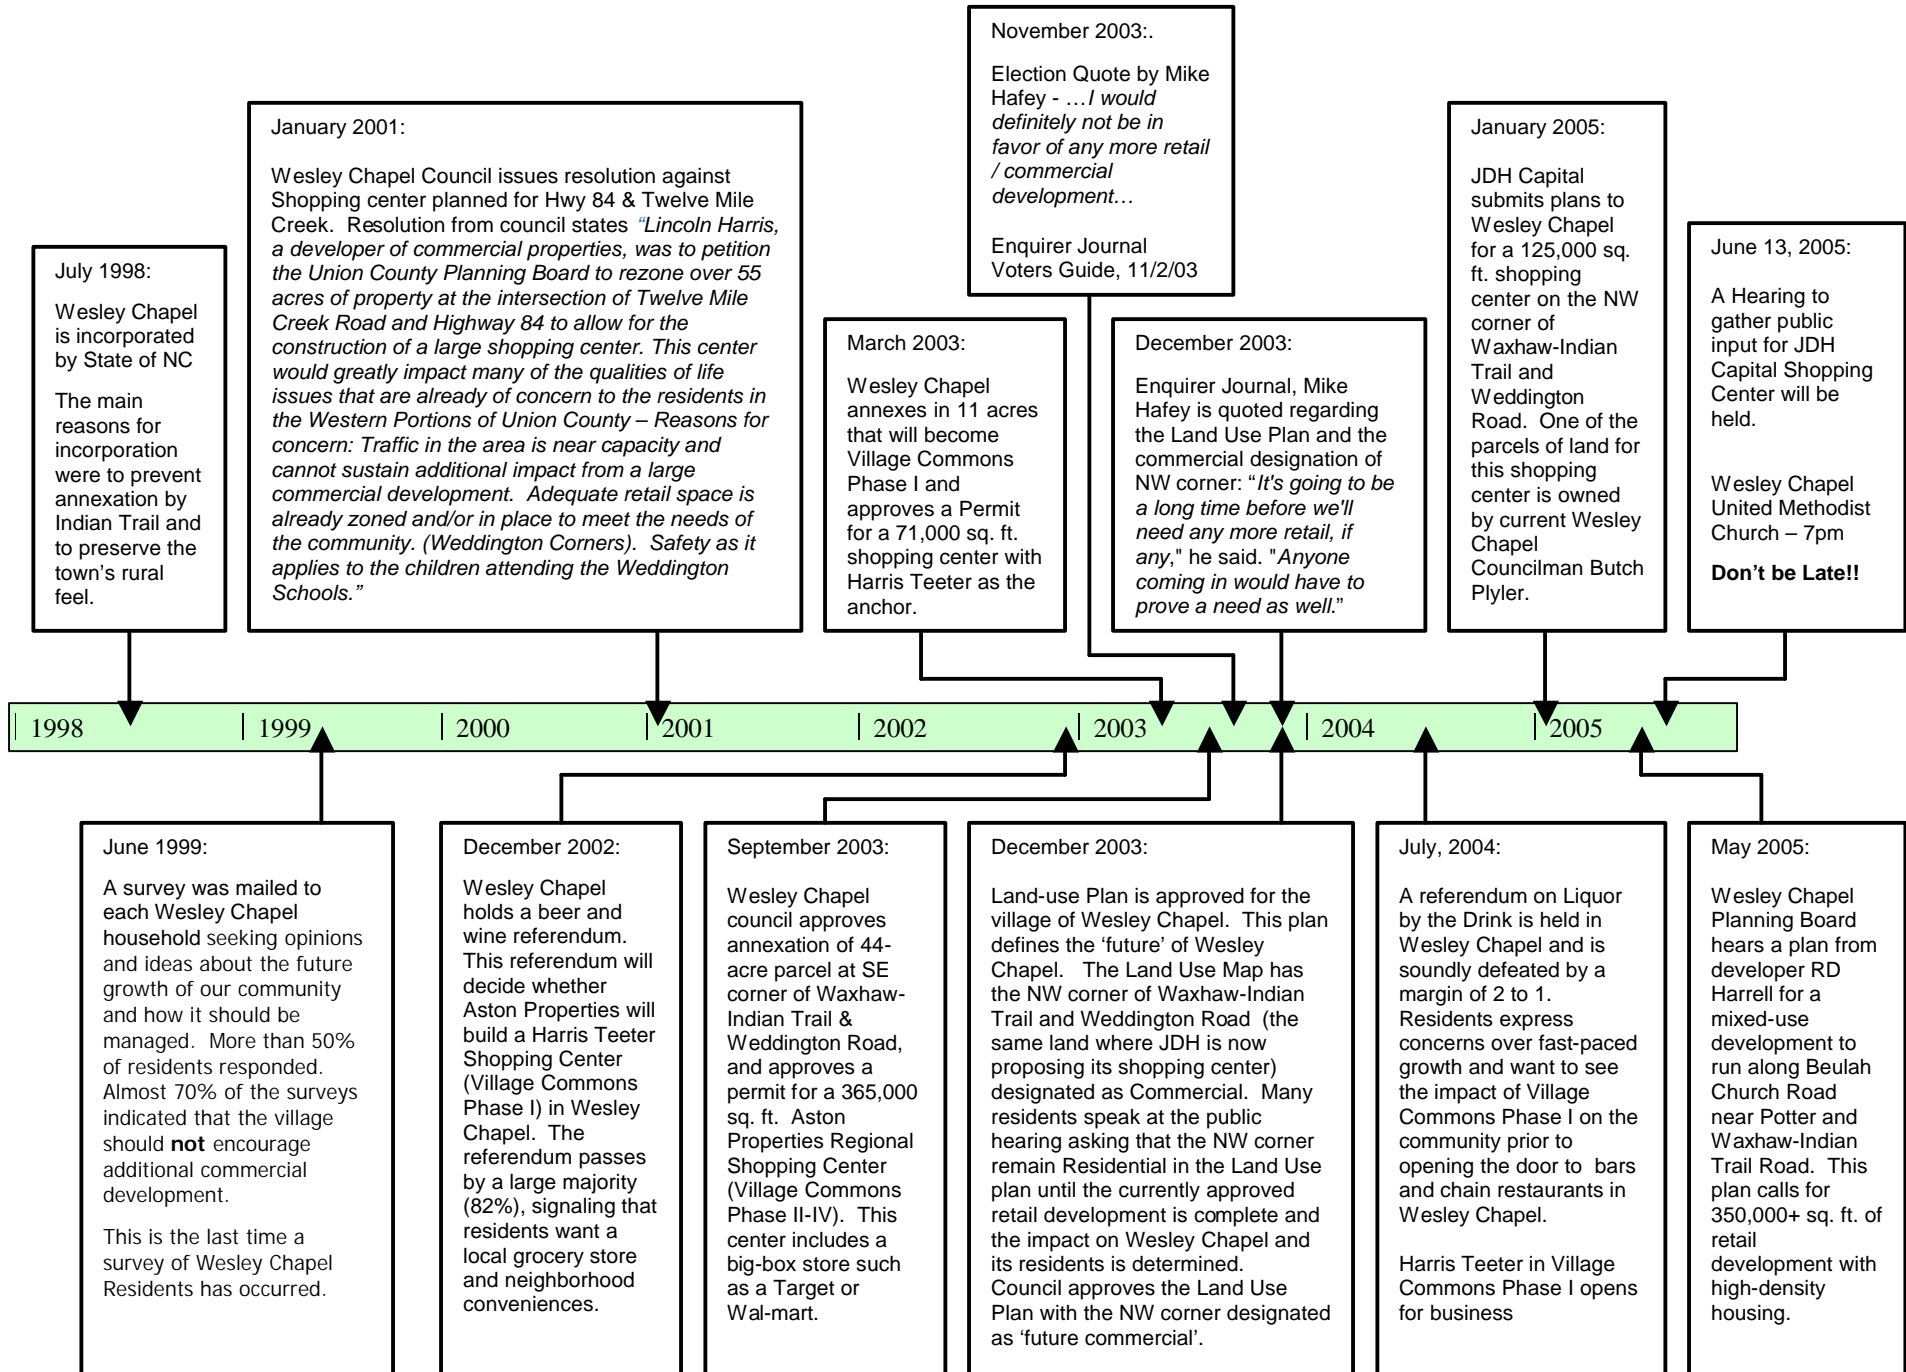 November 2003:.
Election Quote by Mike
Hafey - …I would
definitely not be in
favor of any more retail
/ commercial
development…
Enquirer Journal
Voters Guide, 11/2/03
January 2001:
Wesley Chapel Council issues resolution against
Shopping center planned for Hwy 84 & Twelve Mile
Creek. Resolution from council states “Lincoln Harris,
a developer of commercial properties, was to petition
the Union County Planning Board to rezone over 55
acres of property at the intersection of Twelve Mile
Creek Road and Highway 84 to allow for the
construction of a large shopping center. This center
would greatly impact many of the qualities of life
issues that are already of concern to the residents in
the Western Portions of Union County – Reasons for
concern: Traffic in the area is near capacity and
cannot sustain additional impact from a large
commercial development. Adequate retail space is
already zoned and/or in place to meet the needs of
the community. (Weddington Corners). Safety as it
applies to the children attending the Weddington
Schools.”
January 2005:
JDH Capital
submits plans to
Wesley Chapel
for a 125,000 sq.
ft. shopping
center on the NW
corner of
Waxhaw-Indian
Trail and
Weddington
Road. One of the
parcels of land for
this shopping
center is owned
by current Wesley
Chapel
Councilman Butch
Plyler.
July 1998:
Wesley Chapel
is incorporated
by State of NC
The main
reasons for
incorporation
were to prevent
annexation by
Indian Trail and
to preserve the
town’s rural
feel.
June 13, 2005:
A Hearing to
gather public
input for JDH
Capital Shopping
Center will be
held.
Wesley Chapel
United Methodist
Church – 7pm
Don’t be Late!!
March 2003:
Wesley Chapel
annexes in 11 acres
that will become
Village Commons
Phase I and
approves a Permit
for a 71,000 sq. ft.
shopping center with
Harris Teeter as the
anchor.
December 2003:
Enquirer Journal, Mike
Hafey is quoted regarding
the Land Use Plan and the
commercial designation of
NW corner: “It's going to be
a long time before we'll
need any more retail, if
any," he said. "Anyone
coming in would have to
prove a need as well.”
1998 1999 2000 2001 2002 2003 2004 2005
June 1999:
A survey was mailed to
each Wesley Chapel
household seeking opinions
and ideas about the future
growth of our community
and how it should be
managed. More than 50%
of residents responded.
Almost 70% of the surveys
indicated that the village
should not encourage
additional commercial
development.
This is the last time a
survey of Wesley Chapel
Residents has occurred.
December 2002:
Wesley Chapel
holds a beer and
wine referendum.
This referendum will
decide whether
Aston Properties will
build a Harris Teeter
Shopping Center
(Village Commons
Phase I) in Wesley
Chapel. The
referendum passes
by a large majority
(82%), signaling that
residents want a
local grocery store
and neighborhood
conveniences.
September 2003:
Wesley Chapel
council approves
annexation of 44-
acre parcel at SE
corner of Waxhaw-
Indian Trail &
Weddington Road,
and approves a
permit for a 365,000
sq. ft. Aston
Properties Regional
Shopping Center
(Village Commons
Phase II-IV). This
center includes a
big-box store such
as a Target or
Wal-mart.
December 2003:
Land-use Plan is approved for the
village of Wesley Chapel. This plan
defines the ‘future’ of Wesley
Chapel. The Land Use Map has
the NW corner of Waxhaw-Indian
Trail and Weddington Road (the
same land where JDH is now
proposing its shopping center)
designated as Commercial. Many
residents speak at the public
hearing asking that the NW corner
remain Residential in the Land Use
plan until the currently approved
retail development is complete and
the impact on Wesley Chapel and
its residents is determined.
Council approves the Land Use
Plan with the NW corner designated
as ‘future commercial’.
July, 2004:
A referendum on Liquor
by the Drink is held in
Wesley Chapel and is
soundly defeated by a
margin of 2 to 1.
Residents express
concerns over fast-paced
growth and want to see
the impact of Village
Commons Phase I on the
community prior to
opening the door to bars
and chain restaurants in
Wesley Chapel.
Harris Teeter in Village
Commons Phase I opens
for business
May 2005:
Wesley Chapel
Planning Board
hears a plan from
developer RD
Harrell for a
mixed-use
development to
run along Beulah
Church Road
near Potter and
Waxhaw-Indian
Trail Road. This
plan calls for
350,000+ sq. ft. of
retail
development with
high-density
housing.